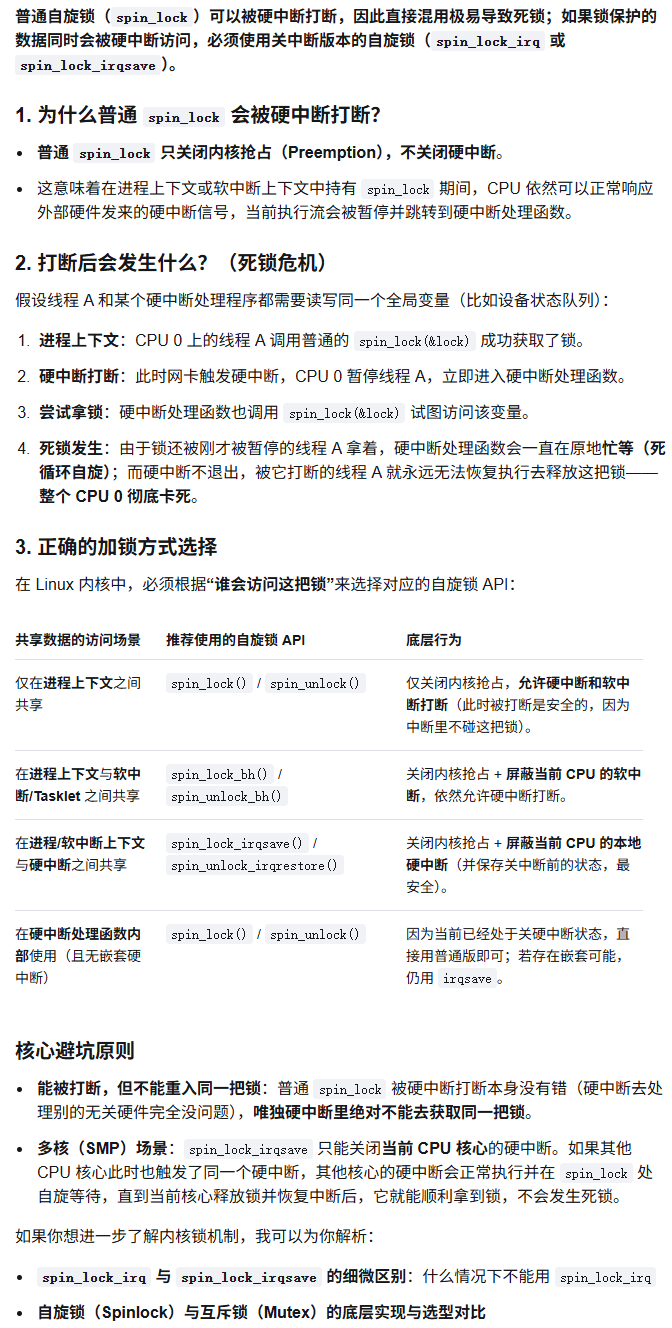 普通自旋锁（ spin_lock ）可以被硬中断打断，因此直接混用极易导致死锁；如果锁保护的
数据同时会被硬中断访问，必须使用关中断版本的自旋锁（ spin_lock_irq 或
spin_lock_irqsave ）。
1. 为什么普通 spin_lock 会被硬中断打断？
• 普通 spin_lock 只关闭内核抢占（Preemption），不关闭硬中断。
• 这意味着在进程上下文或软中断上下文中持有 spin_lock 期间，CPU 依然可以正常响应
外部硬件发来的硬中断信号，当前执行流会被暂停并跳转到硬中断处理函数。
2. 打断后会发生什么？（死锁危机）
假设线程 A 和某个硬中断处理程序都需要读写同一个全局变量（比如设备状态队列）：
1. 进程上下文：CPU 0 上的线程 A 调用普通的 spin_lock(&lock) 成功获取了锁。
2. 硬中断打断：此时网卡触发硬中断，CPU 0 暂停线程 A，立即进入硬中断处理函数。
3. 尝试拿锁：硬中断处理函数也调用 spin_lock(&lock) 试图访问该变量。
4. 死锁发生：由于锁还被刚才被暂停的线程 A 拿着，硬中断处理函数会一直在原地忙等（死
循环自旋）；而硬中断不退出，被它打断的线程 A 就永远无法恢复执行去释放这把锁——
整个 CPU 0 彻底卡死。
3. 正确的加锁方式选择
在 Linux 内核中，必须根据“谁会访问这把锁”来选择对应的自旋锁 API：
共享数据的访问场景 推荐使用的自旋锁 API 底层行为
仅在进程上下文之间 spin_lock() / spin_unlock() 仅关闭内核抢占，允许硬中断和软中
共享 断打断（此时被打断是安全的，因为
中断里不碰这把锁）。
在进程上下文与软中 spin_lock_bh() / 关闭内核抢占 + 屏蔽当前 CPU 的软中
断/Tasklet 之间共享 spin_unlock_bh() 断，依然允许硬中断打断。
在进程/软中断上下文 spin_lock_irqsave() / 关闭内核抢占 + 屏蔽当前 CPU 的本地
与硬中断之间共享 spin_unlock_irqrestore() 硬中断（并保存关中断前的状态，最
安全）。
在硬中断处理函数内 spin_lock() / spin_unlock() 因为当前已经处于关硬中断状态，直
部使用（且无嵌套硬 接用普通版即可；若存在嵌套可能，
中断） 仍用 irqsave 。
核心避坑原则
• 能被打断，但不能重入同一把锁：普通 spin_lock 被硬中断打断本身没有错（硬中断去处
理别的无关硬件完全没问题），唯独硬中断里绝对不能去获取同一把锁。
• 多核（SMP）场景： spin_lock_irqsave 只能关闭当前 CPU 核心的硬中断。如果其他
CPU 核心此时也触发了同一个硬中断，其他核心的硬中断会正常执行并在 spin_lock 处
自旋等待，直到当前核心释放锁并恢复中断后，它就能顺利拿到锁，不会发生死锁。
如果你想进一步了解内核锁机制，我可以为你解析：
• spin_lock_irq 与 spin_lock_irqsave 的细微区别：什么情况下不能用 spin_lock_irq
• 自旋锁（Spinlock）与互斥锁（Mutex）的底层实现与选型对比